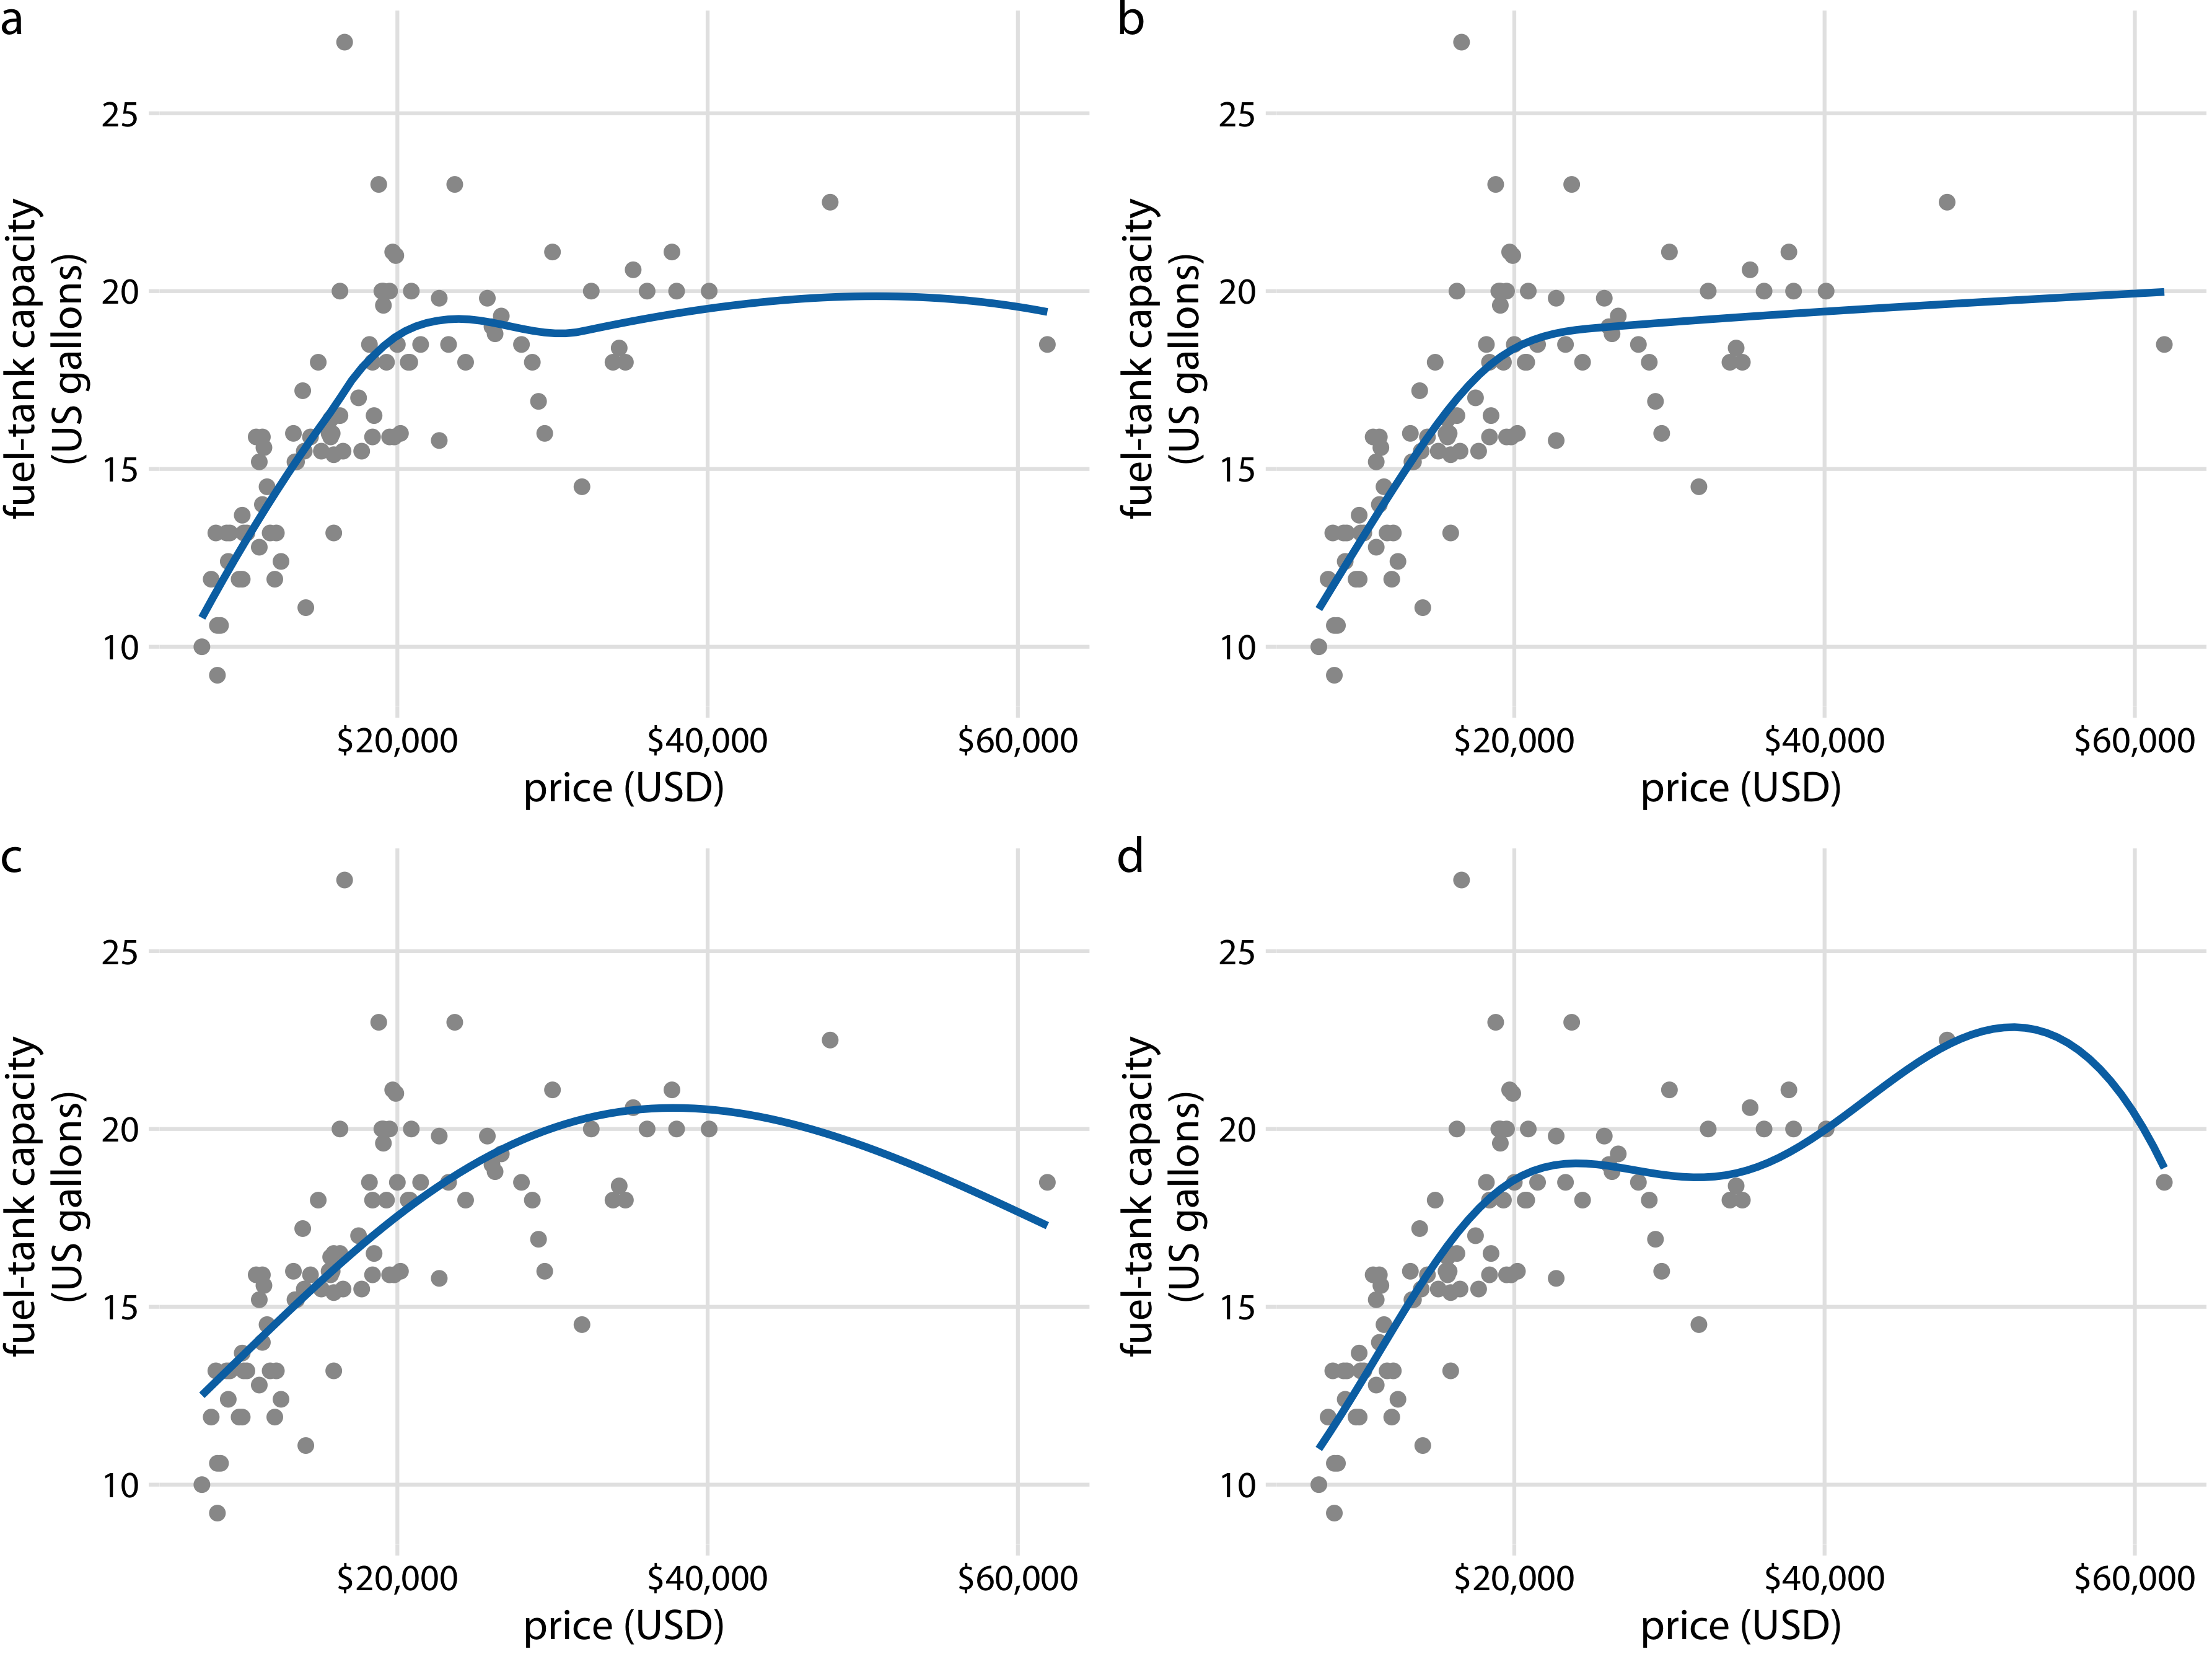 a
25
20
15
10
fuel-tank capacity
(US gallons)
$20,000 $40,000 $60,000
price (USD)
b
25
20
15
10
fuel-tank capacity
(US gallons)
$20,000 $40,000 $60,000
price (USD)
c
25
20
15
10
fuel-tank capacity
(US gallons)
$20,000 $40,000 $60,000
price (USD)
d
25
20
15
10
fuel-tank capacity
(US gallons)
$20,000 $40,000 $60,000
price (USD)